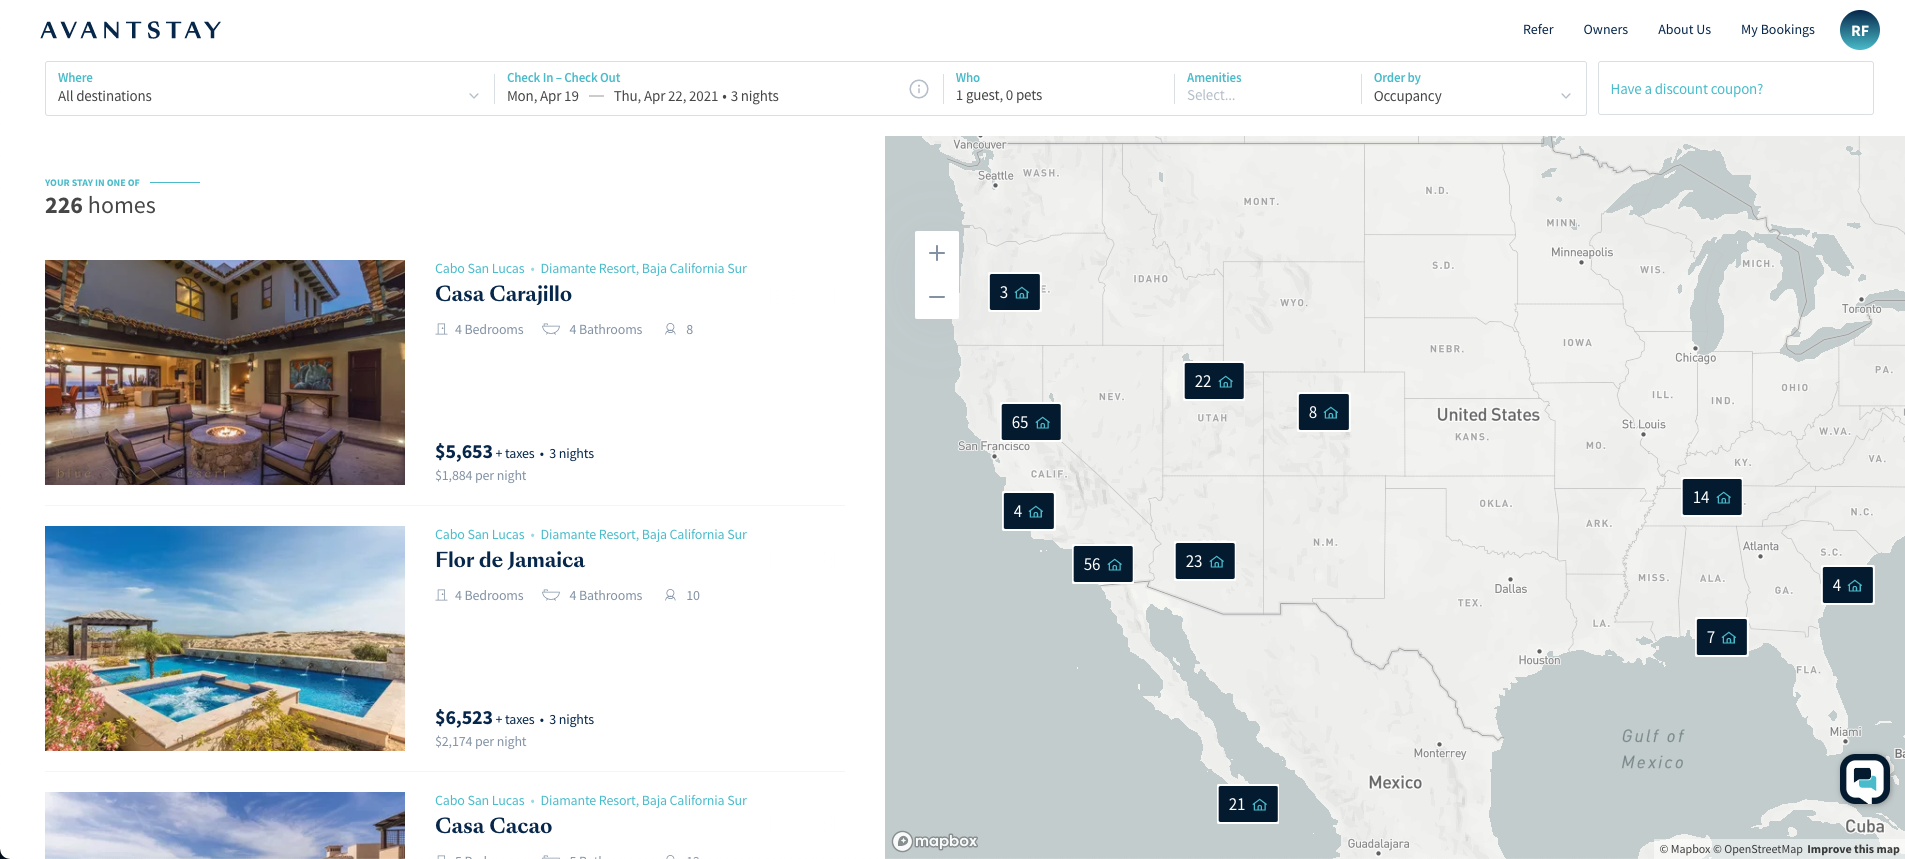 AVANTSTAY
Refer
Owners
About Us
My Bookings
RF
Where
All destinations
Check In – Check Out
Mon, Apr 19 — Thu, Apr 22, 2021 • 3 nights
Who
1 guest, 0 pets
Amenities
Select...
Order by
Occupancy
Have a discount coupon?
YOUR STAY IN ONE OF
226 homes
Cabo San Lucas • Diamante Resort, Baja California Sur
Casa Carajillo
4 Bedrooms 4 Bathrooms 8
$5,653 + taxes • 3 nights
$1,884 per night
Cabo San Lucas • Diamante Resort, Baja California Sur
Flor de Jamaica
4 Bedrooms 4 Bathrooms 10
$6,523 + taxes • 3 nights
$2,174 per night
Cabo San Lucas • Diamante Resort, Baja California Sur
Casa Cacao
Vancouver
Seattle
WASH.
MONT.
N.D.
MINN.
Minneapolis
S.D.
WIS.
MICH.
Toronto
IDAHO
3
E.
WYO.
NEBR.
IOWA
Chicago
PA.
22
NEV.
UTAH
8
United States
KANS.
ILL.
IND.
OHIO
65
San Francisco
CALIF.
MO.
St. Louis
W.VA.
KY.
VA.
4
OKLA.
ARK.
14
N.C.
56
23
N.M.
Atlanta
S.C.
Dallas
TEX.
MISS.
ALA.
GA.
4
LA.
7
Houston
FLA.
Gulf of
Mexico
Miami
Monterrey
Mexico
21
Ba
Cuba
Guadalajara
mapbox
© Mapbox © OpenStreetMap Improve this map